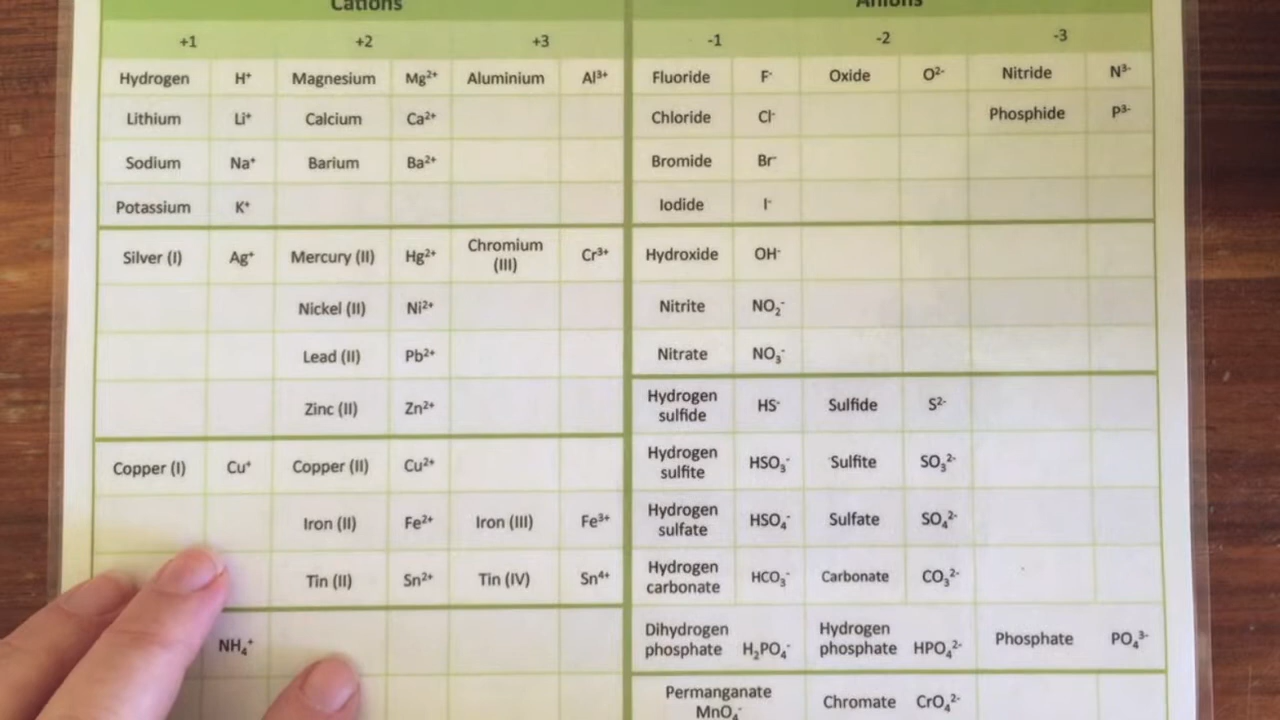 Cations Anions
+1 +2 +3 -1 -2 -3
Hydrogen H⁺ Magnesium Mg²⁺ Aluminium Al³⁺ Fluoride F⁻ Oxide O²⁻ Nitride N³⁻
Lithium Li⁺ Calcium Ca²⁺ Chloride Cl⁻ Phosphide P³⁻
Sodium Na⁺ Barium Ba²⁺ Bromide Br⁻
Potassium K⁺ Iodide I⁻
Silver (I) Ag⁺ Mercury (II) Hg²⁺ Chromium (III) Cr³⁺ Hydroxide OH⁻
Nickel (II) Ni²⁺ Nitrite NO₂⁻
Lead (II) Pb²⁺ Nitrate NO₃⁻
Zinc (II) Zn²⁺ Hydrogen sulfide HS⁻ Sulfide S²⁻
Copper (I) Cu⁺ Copper (II) Cu²⁺ Hydrogen sulfite HSO₃⁻ Sulfite SO₃²⁻
Iron (II) Fe²⁺ Iron (III) Fe³⁺ Hydrogen sulfate HSO₄⁻ Sulfate SO₄²⁻
Tin (II) Sn²⁺ Tin (IV) Sn⁴⁺ Hydrogen carbonate HCO₃⁻ Carbonate CO₃²⁻
NH₄⁺ Dihydrogen phosphate H₂PO₄⁻ Hydrogen phosphate HPO₄²⁻ Phosphate PO₄³⁻
Permanganate MnO₄⁻ Chromate CrO₄²⁻